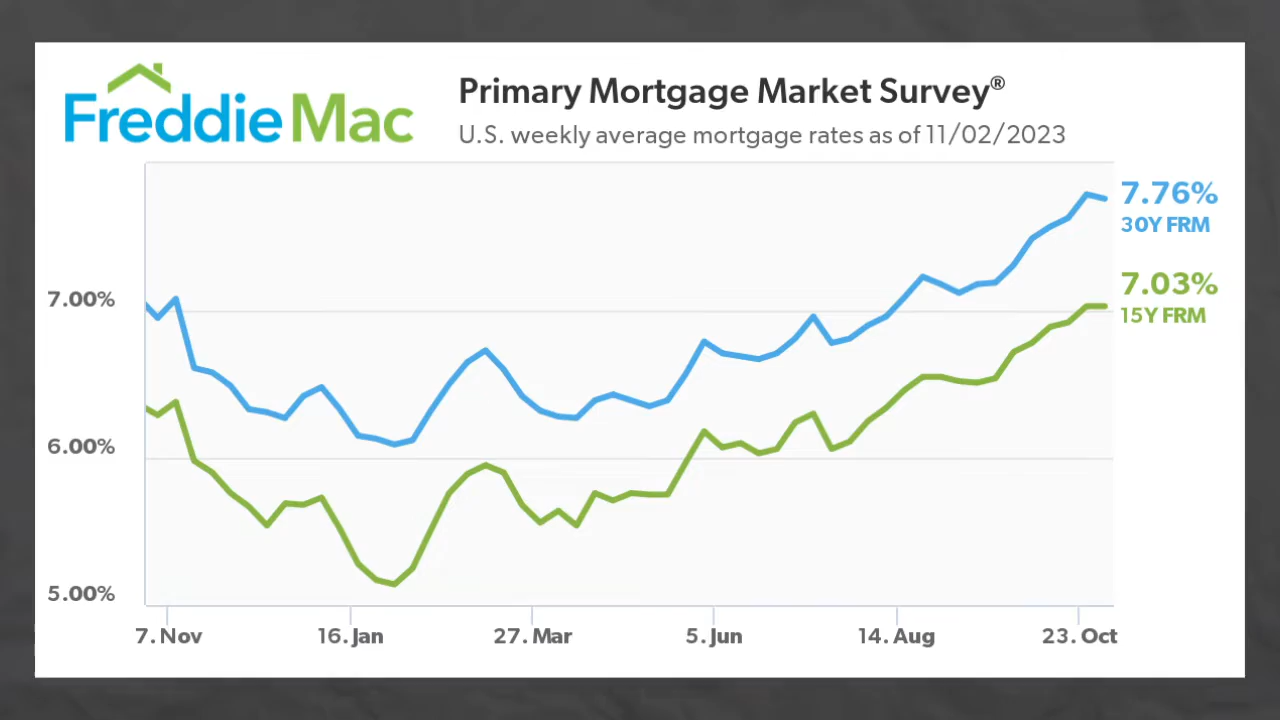 FreddieMac
Primary Mortgage Market Survey®
U.S. weekly average mortgage rates as of 11/02/2023
7.76%
30Y FRM
7.03%
15Y FRM
7.00%
6.00%
5.00%
7. Nov 16. Jan 27. Mar 5. Jun 14. Aug 23. Oct